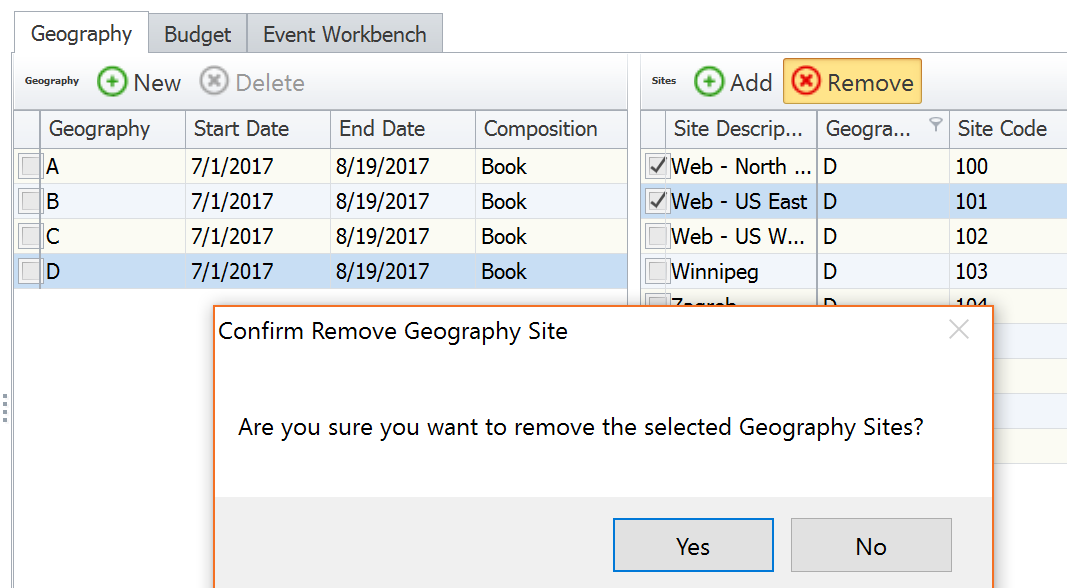 Geography Budget Event Workbench
Geography New Delete Sites Add Remove
Geography Start Date End Date Composition Site Descrip... Geogra... Site Code
A 7/1/2017 8/19/2017 Book Web - North ... D 100
B 7/1/2017 8/19/2017 Book Web - US East D 101
C 7/1/2017 8/19/2017 Book Web - US W... D 102
D 7/1/2017 8/19/2017 Book Winnipeg D 103
Zagreb D 104
Confirm Remove Geography Site
Are you sure you want to remove the selected Geography Sites?
Yes No